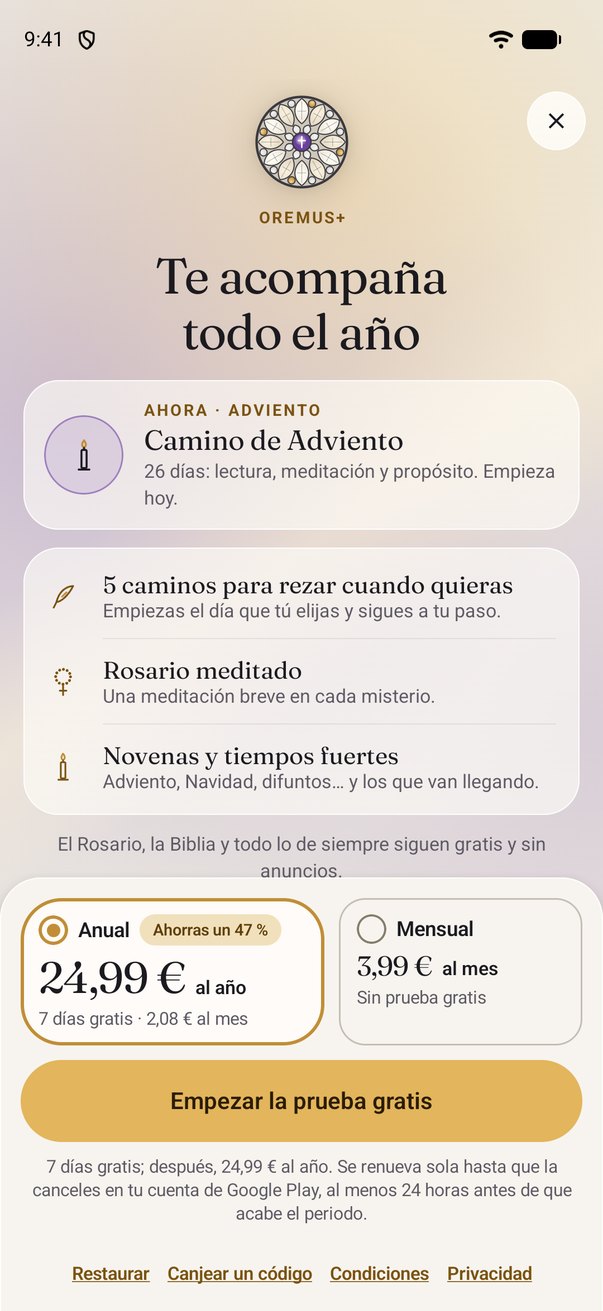 9:41
OREMUS+
Te acompaña
todo el año
AHORA · ADVIENTO
Camino de Adviento
26 días: lectura, meditación y propósito. Empieza
hoy.
5 caminos para rezar cuando quieras
Empiezas el día que tú elijas y sigues a tu paso.
Rosario meditado
Una meditación breve en cada misterio.
Novenas y tiempos fuertes
Adviento, Navidad, difuntos… y los que van llegando.
El Rosario, la Biblia y todo lo de siempre siguen gratis y sin
anuncios.
Anual Ahorras un 47 %
24,99 € al año
7 días gratis · 2,08 € al mes
Mensual
3,99 € al mes
Sin prueba gratis
Empezar la prueba gratis
7 días gratis; después, 24,99 € al año. Se renueva sola hasta que la
canceles en tu cuenta de Google Play, al menos 24 horas antes de que
acabe el periodo.
Restaurar Canjear un código Condiciones Privacidad